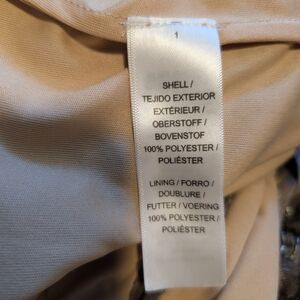 1
SHELL /
TEJIDO EXTERIOR
EXTÉRIEUR /
OBERSTOFF /
BOVENSTOF
100% POLYESTER /
POLIÉSTER
LINING / FORRO /
DOUBLURE /
FUTTER / VOERING
100% POLYESTER /
POLIÉSTER